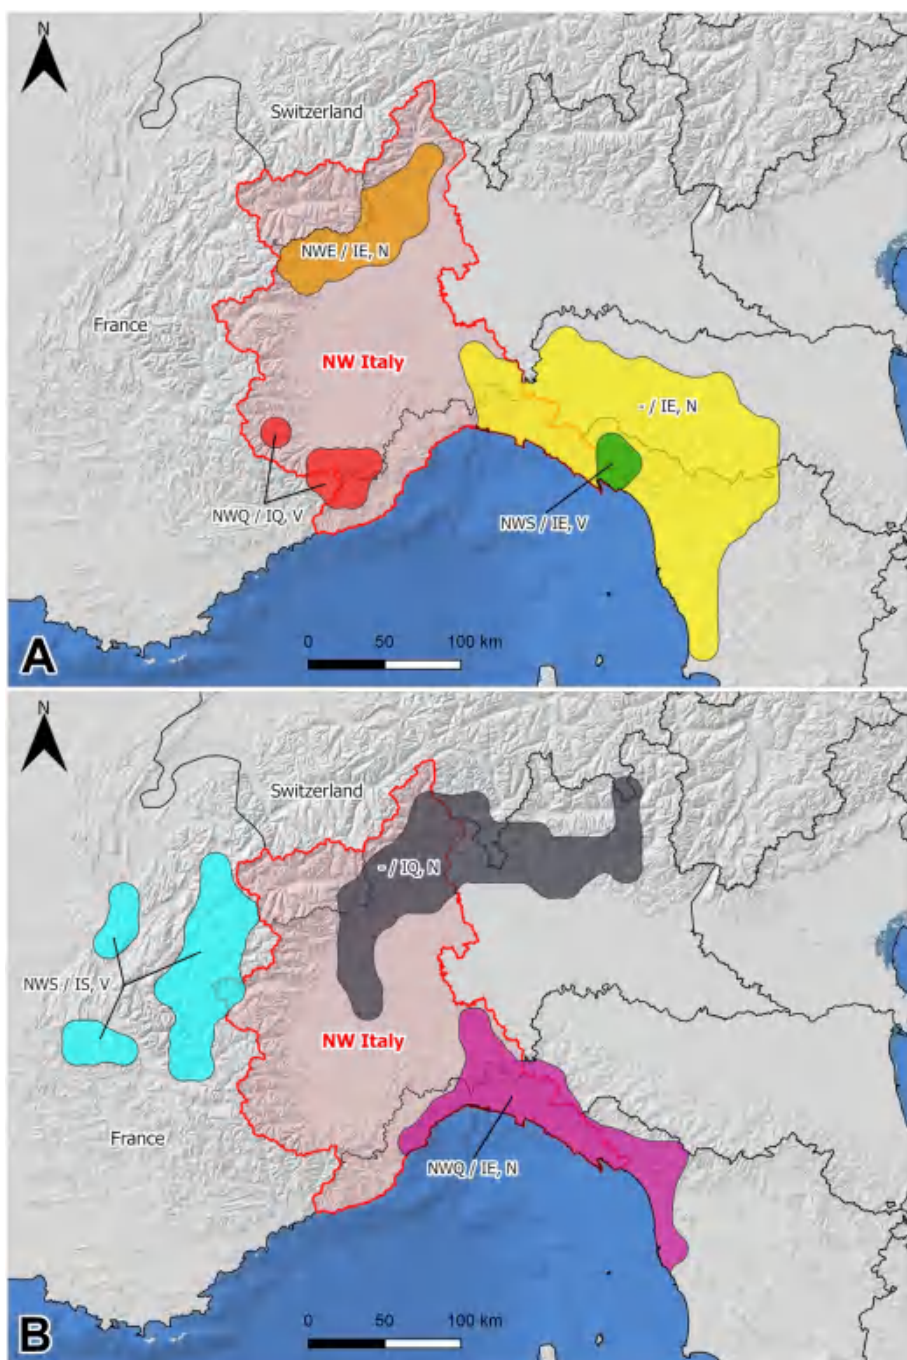 N
Switzerland
NWE / IE, N
France
NW Italy
- / IE, N
NWQ / IQ, V
NWS / IE, V
0 50 100 km
A
N
Switzerland
- / IQ, N
NWS / IS, V
NW Italy
France
NWQ / IE, N
0 50 100 km
B